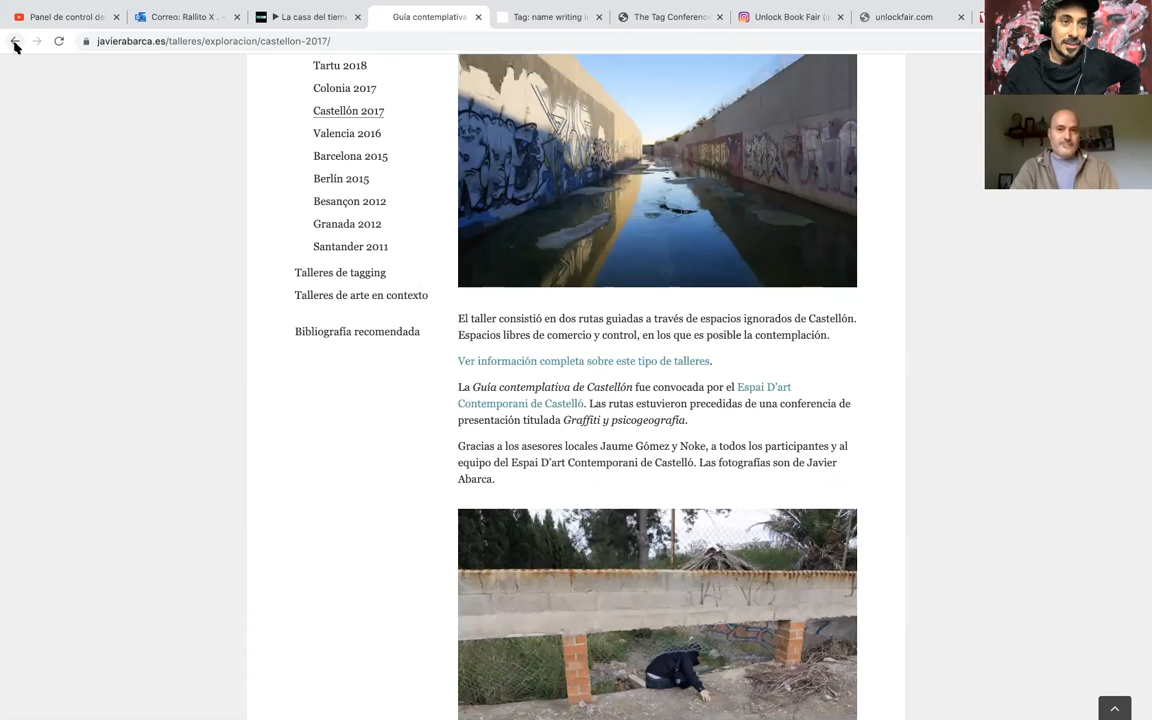 Panel de control de
Correo: Rallito X . -
La casa del tiem
Guía contemplativa
Tag: name writing i
The Tag Conference
Unlock Book Fair (
unlockfair.com
javierabarca.es/talleres/exploracion/castellon-2017/
Tartu 2018
Colonia 2017
Castellón 2017
Valencia 2016
Barcelona 2015
Berlín 2015
Besançon 2012
Granada 2012
Santander 2011
Talleres de tagging
Talleres de arte en contexto
Bibliografía recomendada
El taller consistió en dos rutas guiadas a través de espacios ignorados de Castellón.
Espacios libres de comercio y control, en los que es posible la contemplación.
Ver información completa sobre este tipo de talleres.
La Guía contemplativa de Castellón fue convocada por el Espai D'art
Contemporani de Castelló. Las rutas estuvieron precedidas de una conferencia de
presentación titulada Graffiti y psicogeografía.
Gracias a los asesores locales Jaume Gómez y Noke, a todos los participantes y al
equipo del Espai D'art Contemporani de Castelló. Las fotografías son de Javier
Abarca.